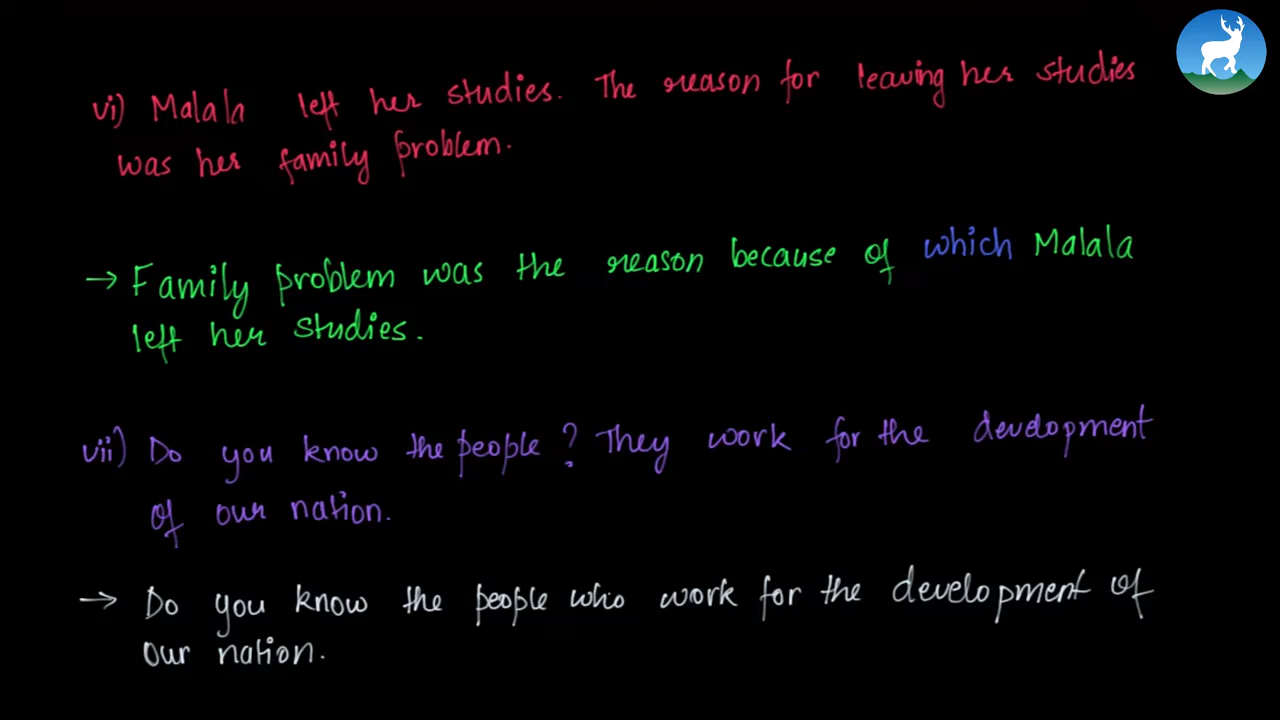 vi) Malala left her studies. The reason for leaving her studies
was her family problem.
→ Family problem was the reason because of which Malala
left her studies.
vii) Do you know the people? They work for the development
of our nation.
→ Do you know the people who work for the development of
our nation.